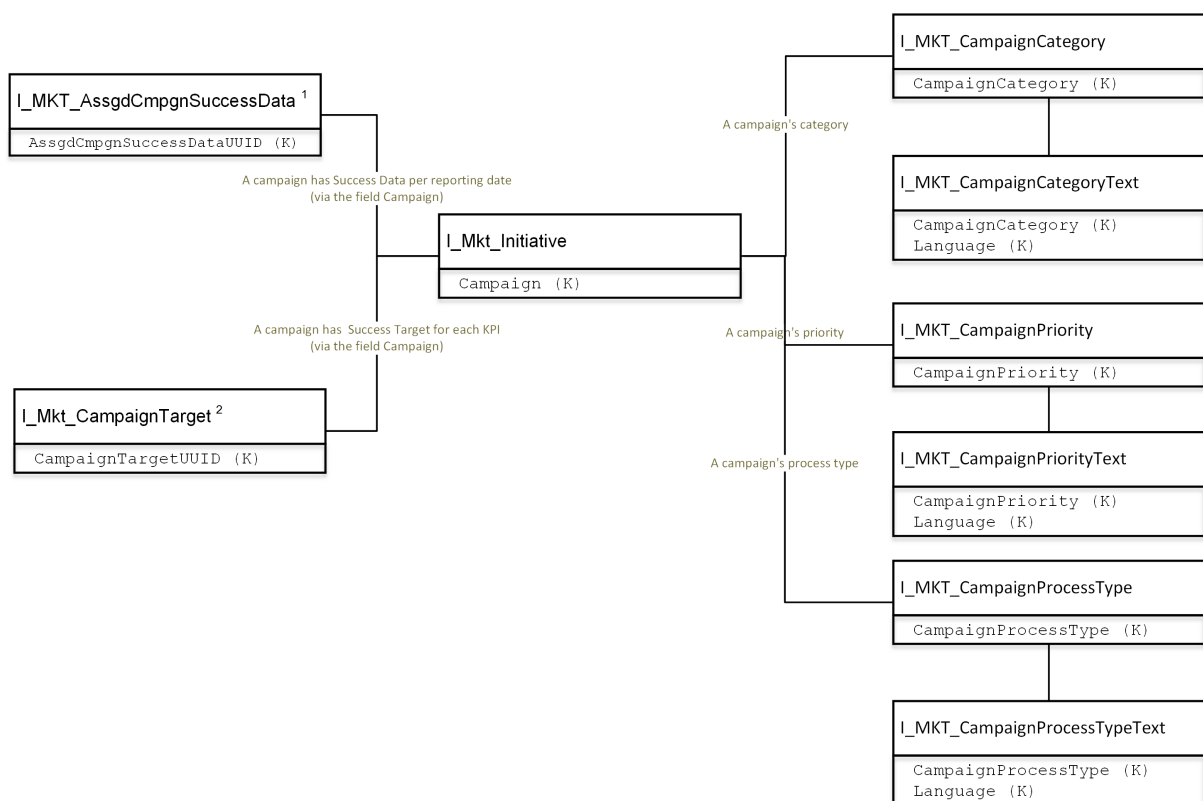 I_MKT_AssgdCmpgnSuccessData 1
AssgdCmpgnSuccessDataUUID (K)
A campaign has Success Data per reporting date
(via the field Campaign)
I_Mkt_Initiative
Campaign (K)
A campaign has  Success Target for each KPI
(via the field Campaign)
I_Mkt_CampaignTarget 2
CampaignTargetUUID (K)
A campaign's category
A campaign's priority
A campaign's process type
I_MKT_CampaignCategory
CampaignCategory (K)
I_MKT_CampaignCategoryText
CampaignCategory (K)
Language (K)
I_MKT_CampaignPriority
CampaignPriority (K)
I_MKT_CampaignPriorityText
CampaignPriority (K)
Language (K)
I_MKT_CampaignProcessType
CampaignProcessType (K)
I_MKT_CampaignProcessTypeText
CampaignProcessType (K)
Language (K)